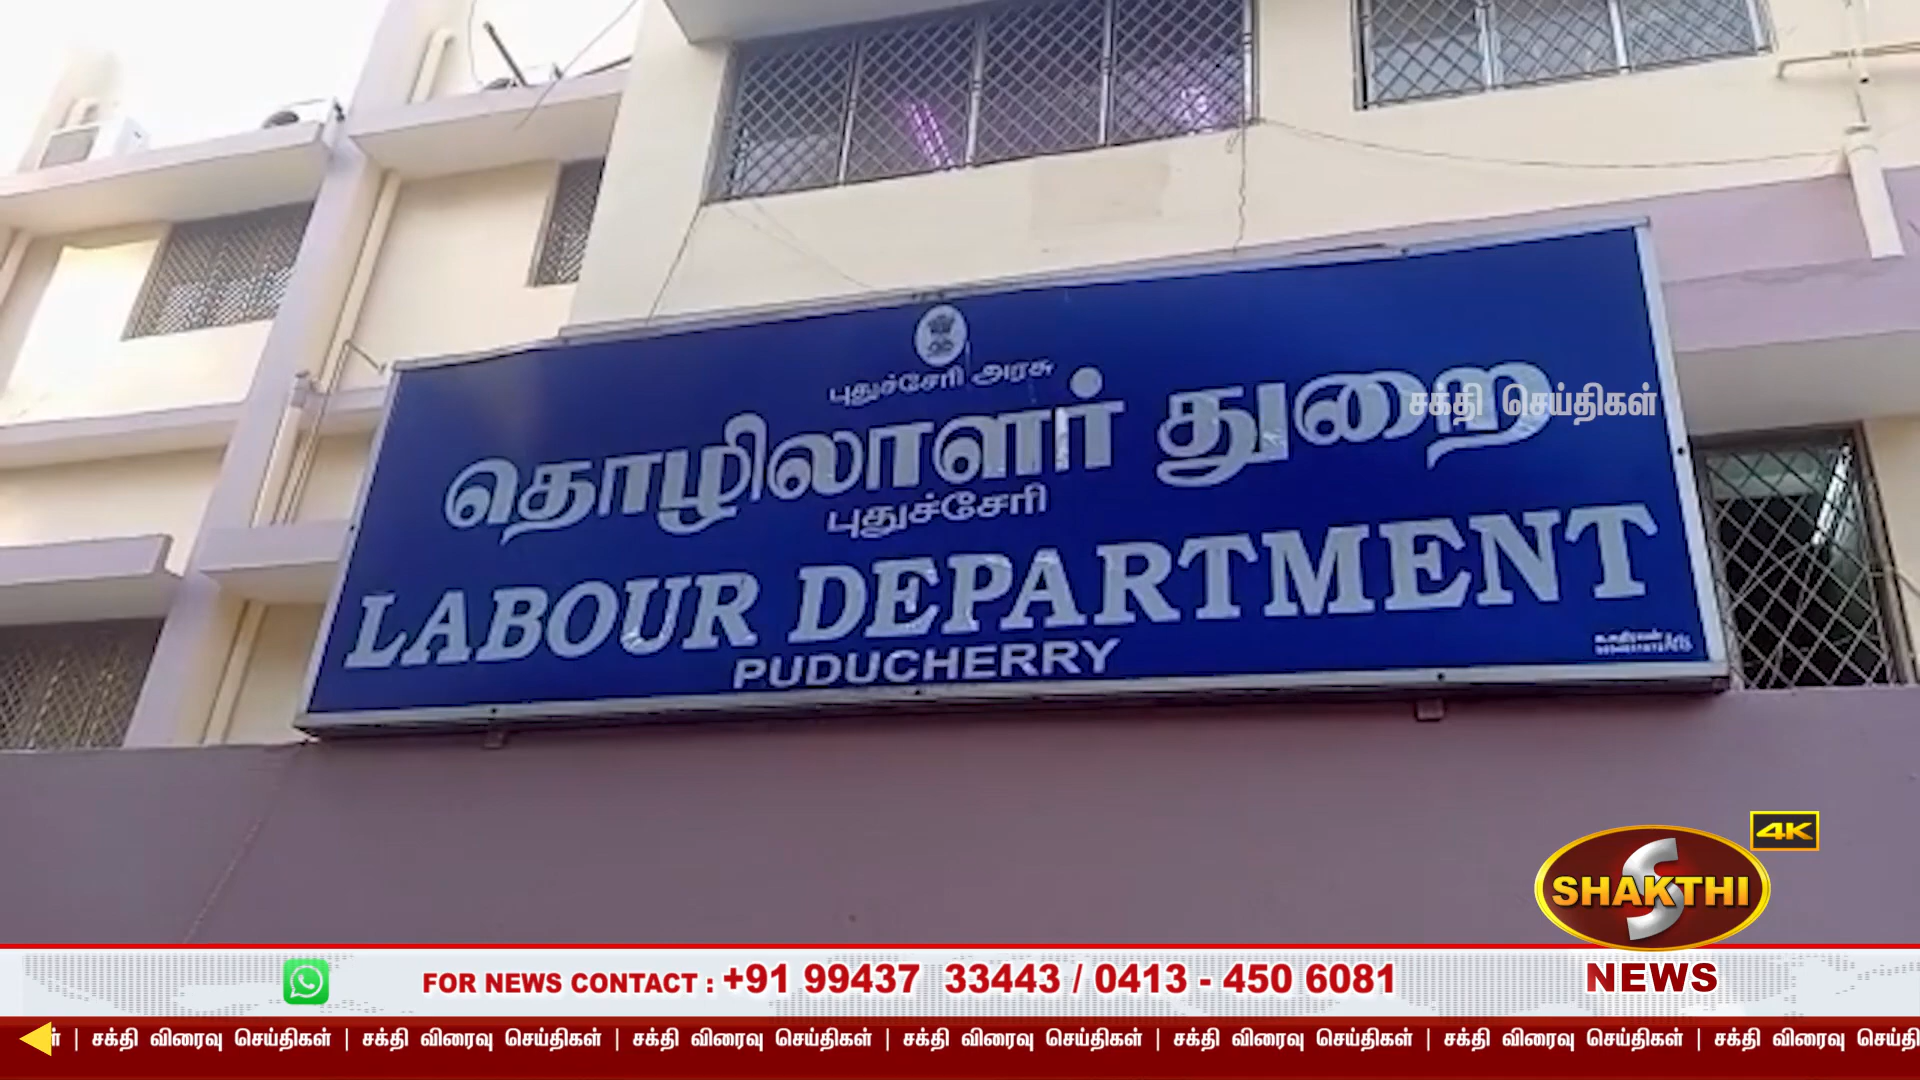 புதுச்சேரி அரசு
தொழிலாளர் துறை
சக்தி செய்திகள்
புதுச்சேரி
LABOUR DEPARTMENT
PUDUCHERRY
Arts
4K
SHAKTHI
NEWS
FOR NEWS CONTACT : +91 99437 33443 / 0413 - 450 6081
| சக்தி விரைவு செய்திகள் | சக்தி விரைவு செய்திகள் | சக்தி விரைவு செய்திகள் | சக்தி விரைவு செய்திகள் | சக்தி விரைவு செய்திகள் | சக்தி விரைவு செய்திகள் | சக்தி விரைவு செய்தி